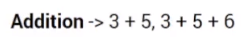 Addition -> 3 + 5, 3 + 5 + 6